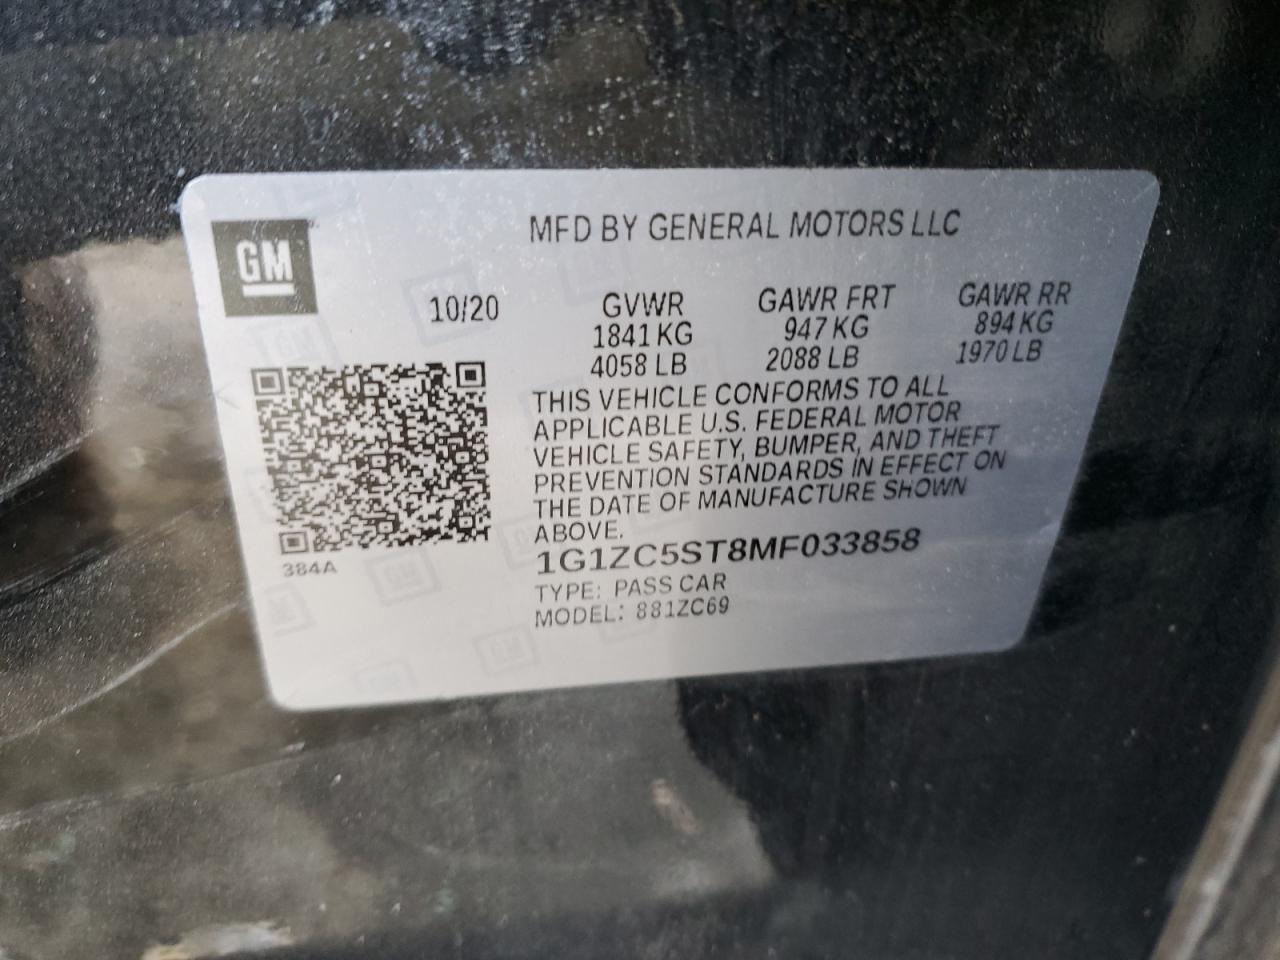 MFD BY GENERAL MOTORS LLC
GM
10/20
GVWR
1841 KG
4058 LB
GAWR FRT
947 KG
2088 LB
GAWR RR
894 KG
1970 LB
THIS VEHICLE CONFORMS TO ALL
APPLICABLE U.S. FEDERAL MOTOR
VEHICLE SAFETY, BUMPER, AND THEFT
PREVENTION STANDARDS IN EFFECT ON
THE DATE OF MANUFACTURE SHOWN
ABOVE.
1G1ZC5ST8MF033858
TYPE: PASS CAR
MODEL: 881ZC69
384A